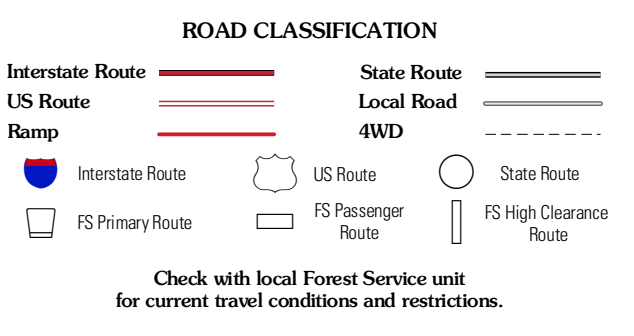 ROAD CLASSIFICATION
Interstate Route
State Route
US Route
Local Road
Ramp
4WD
Interstate Route
US Route
State Route
FS Primary Route
FS Passenger
Route
FS High Clearance
Route
Check with local Forest Service unit
for current travel conditions and restrictions.